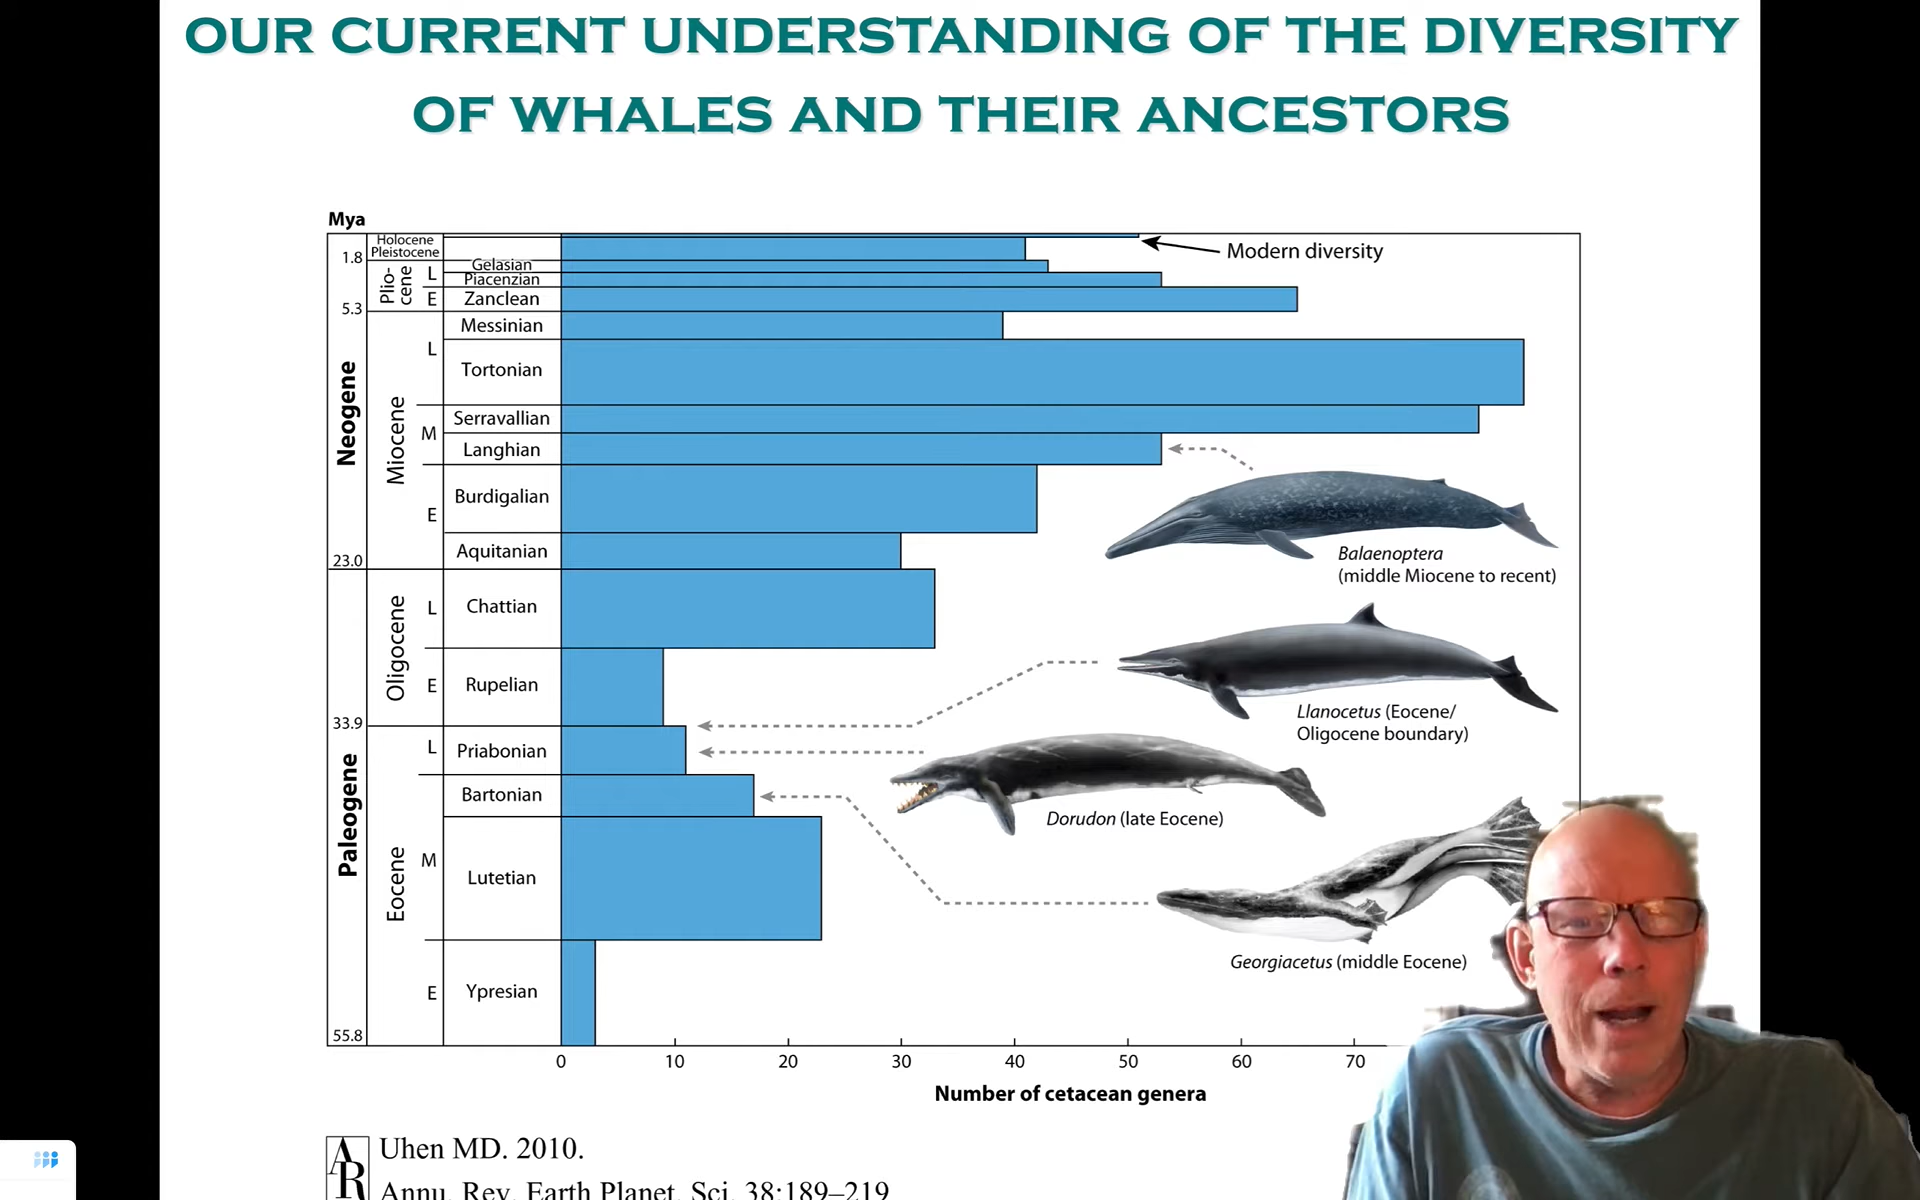 OUR CURRENT UNDERSTANDING OF THE DIVERSITY
OF WHALES AND THEIR ANCESTORS
Mya
Holocene
Pleistocene
Modern diversity
1.8
Gelasian
Plio-
cene
L
Piacenzian
E
Zanclean
5.3
Messinian
L
Tortonian
Neogene
Miocene
Serravallian
M
Langhian
Burdigalian
E
Aquitanian
23.0
Balaenoptera
(middle Miocene to recent)
Oligocene
L
Chattian
E
Rupelian
33.9
Llanocetus (Eocene/
Oligocene boundary)
Paleogene
Eocene
L
Priabonian
Bartonian
Dorudon (late Eocene)
M
Lutetian
Georgiacetus (middle Eocene)
E
Ypresian
55.8
0 10 20 30 40 50 60 70
Number of cetacean genera
AR
Uhen MD. 2010.
Annu. Rev. Earth Planet. Sci. 38:189–219